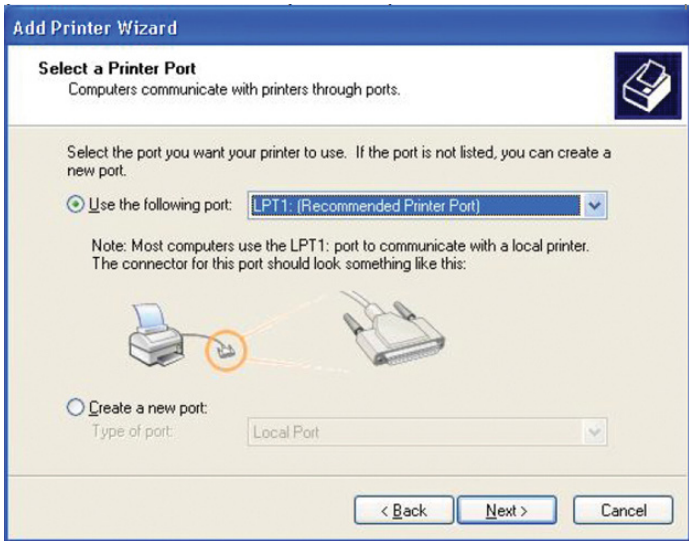 Add Printer Wizard
Select a Printer Port
Computers communicate with printers through ports.
Select the port you want your printer to use. If the port is not listed, you can create a
new port.
Use the following port: LPT1: (Recommended Printer Port)
Note: Most computers use the LPT1: port to communicate with a local printer.
The connector for this port should look something like this:
Create a new port:
Type of port: Local Port
< Back Next > Cancel